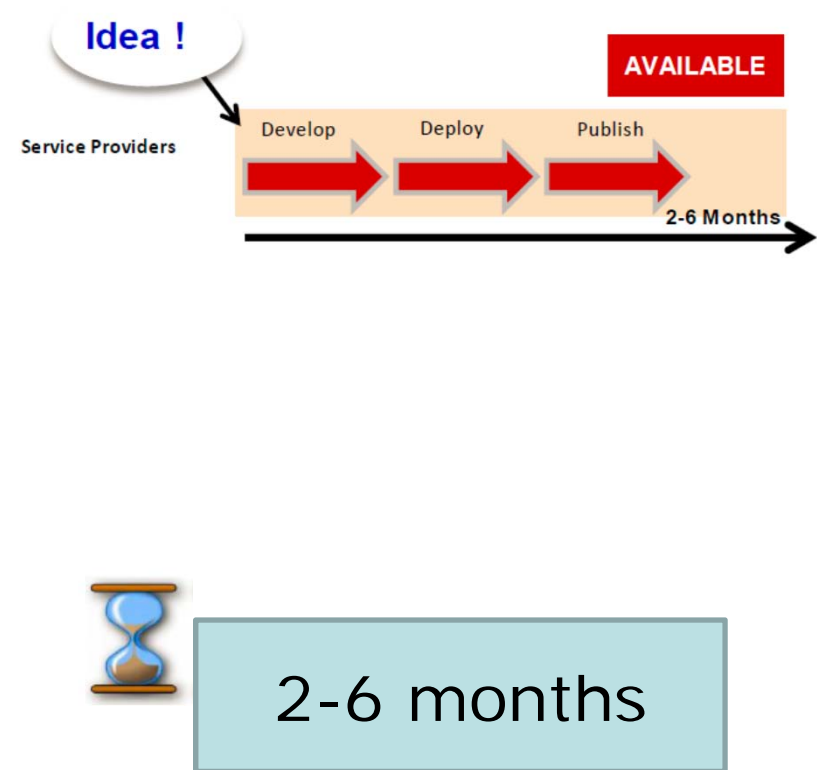 Idea !
AVAILABLE
Develop Deploy Publish
Service Providers
2-6 Months
2-6 months